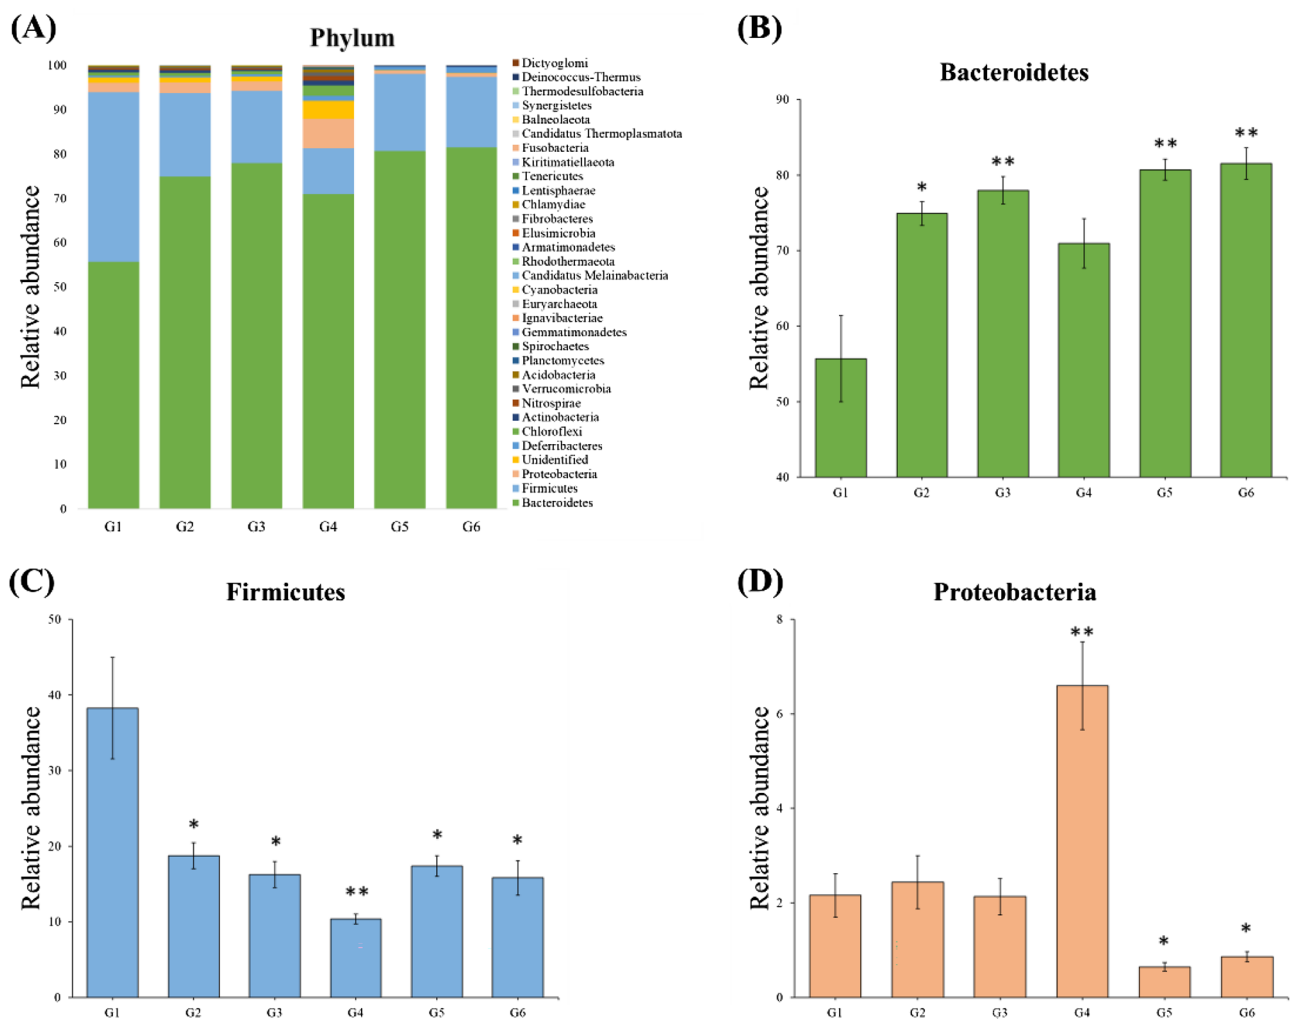 (A)
Phylum
Relative abundance
100
90
80
70
60
50
40
30
20
10
0
G1 G2 G3 G4 G5 G6
Dictyoglomi
Deinococcus-Thermus
Thermodesulfobacteria
Synergistetes
Balneolaeota
Candidatus Thermoplasmatota
Fusobacteria
Kiritimatiellaeota
Tenericutes
Lentisphaerae
Chlamydiae
Fibrobacteres
Elusimicrobia
Armatimonadetes
Rhodothermaeota
Candidatus Melainabacteria
Cyanobacteria
Euryarchaeota
Ignavibacteriae
Gemmatimonadetes
Spirochaetes
Planctomycetes
Acidobacteria
Verrucomicrobia
Nitrospirae
Actinobacteria
Chloroflexi
Deferribacteres
Unidentified
Proteobacteria
Firmicutes
Bacteroidetes
(B)
Bacteroidetes
Relative abundance
90
80
70
60
50
40
* ** ** **
G1 G2 G3 G4 G5 G6
(C)
Firmicutes
Relative abundance
50
40
30
20
10
0
* * ** * *
G1 G2 G3 G4 G5 G6
(D)
Proteobacteria
Relative abundance
8
6
4
2
0
** * *
G1 G2 G3 G4 G5 G6